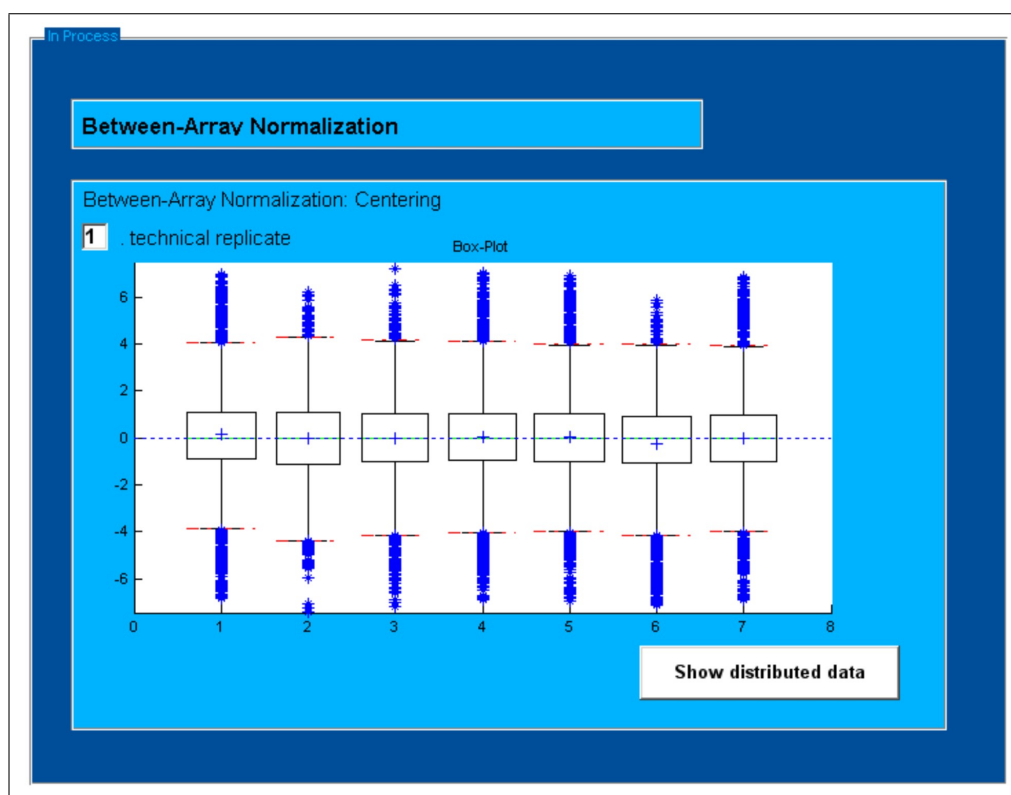 In Process
Between-Array Normalization
Between-Array Normalization: Centering
1 . technical replicate
Box-Plot
6
4
2
0
-2
-4
-6
0 1 2 3 4 5 6 7 8
Show distributed data